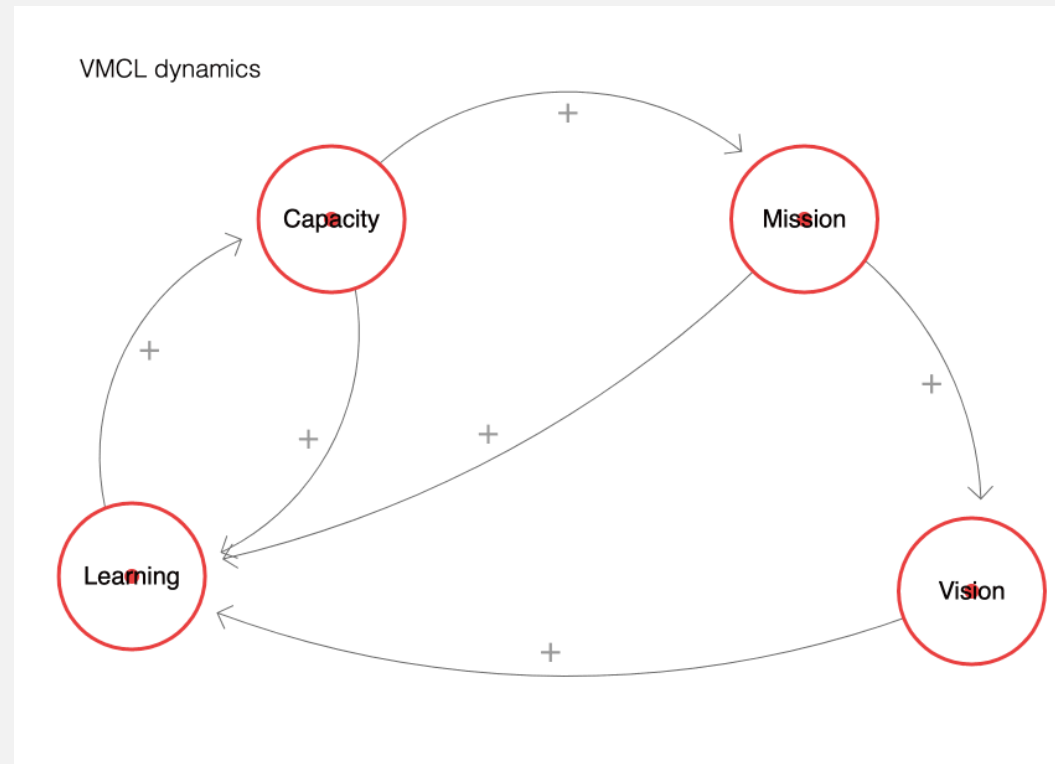 VMCL dynamics
+
Capacity
Mission
+
+
+
+
Learning
Vision
+